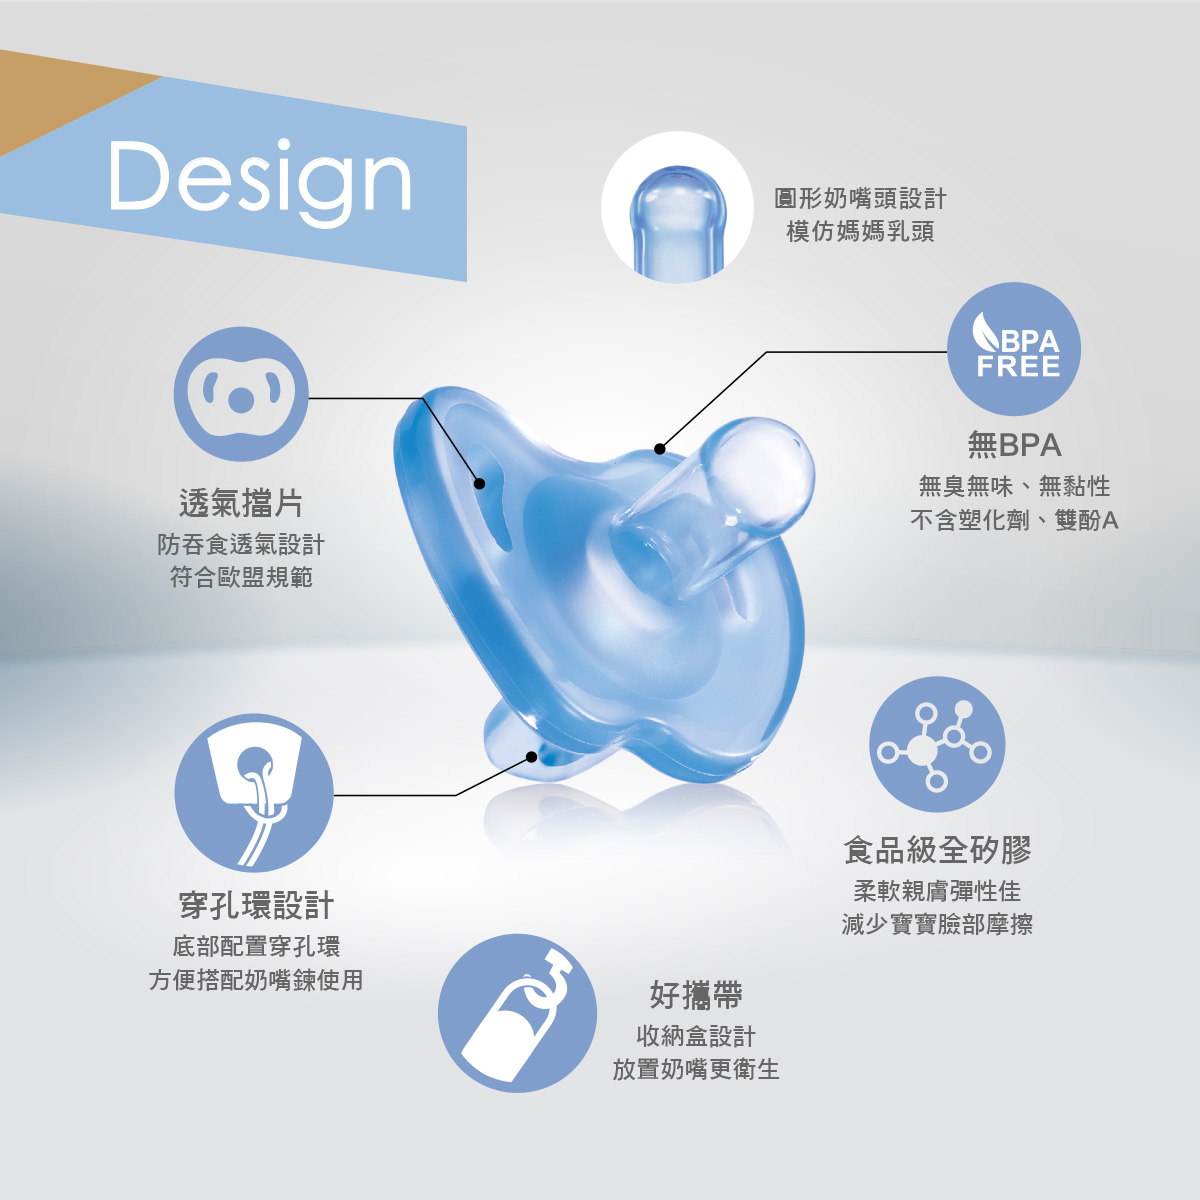 Design
圓形奶嘴頭設計
模仿媽媽乳頭
BPA
FREE
無BPA
無臭無味、無黏性
不含塑化劑、雙酚A
透氣擋片
防吞食透氣設計
符合歐盟規範
食品級全矽膠
柔軟親膚彈性佳
減少寶寶臉部摩擦
穿孔環設計
底部配置穿孔環
方便搭配奶嘴鍊使用
好攜帶
收納盒設計
放置奶嘴更衛生